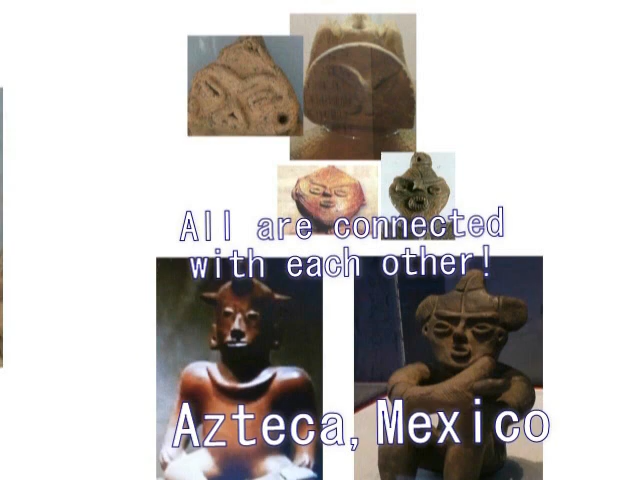 All are connected
with each other!
Azteca, Mexico